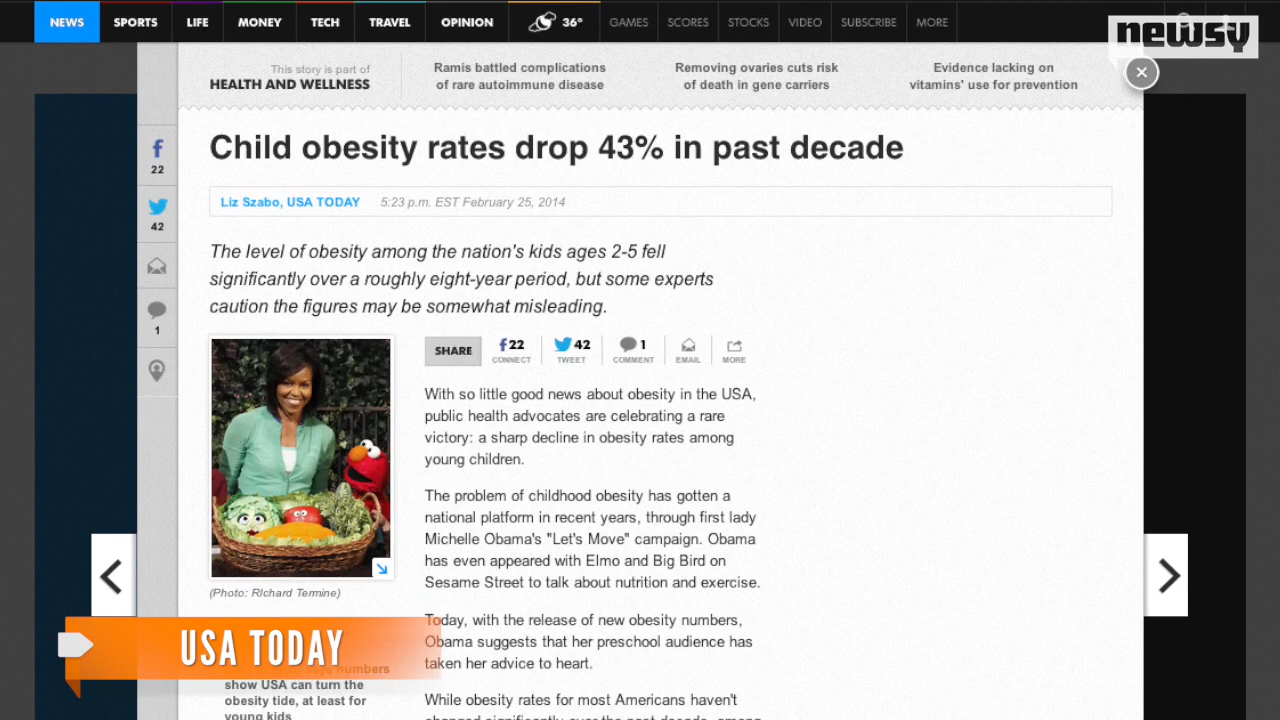 NEWS SPORTS LIFE MONEY TECH TRAVEL OPINION 36° GAMES SCORES STOCKS VIDEO SUBSCRIBE MORE
newsy
This story is part of
HEALTH AND WELLNESS
Ramis battled complications
of rare autoimmune disease
Removing ovaries cuts risk
of death in gene carriers
Evidence lacking on
vitamins' use for prevention
Child obesity rates drop 43% in past decade
Liz Szabo, USA TODAY 5:23 p.m. EST February 25, 2014
22
42
1
The level of obesity among the nation's kids ages 2-5 fell
significantly over a roughly eight-year period, but some experts
caution the figures may be somewhat misleading.
SHARE
22
CONNECT
42
TWEET
1
COMMENT
EMAIL
MORE
With so little good news about obesity in the USA,
public health advocates are celebrating a rare
victory: a sharp decline in obesity rates among
young children.
The problem of childhood obesity has gotten a
national platform in recent years, through first lady
Michelle Obama's "Let's Move" campaign. Obama
has even appeared with Elmo and Big Bird on
Sesame Street to talk about nutrition and exercise.
(Photo: RIchard Termine)
Today, with the release of new obesity numbers,
Obama suggests that her preschool audience has
taken her advice to heart.
USA TODAY
numbers
show USA can turn the
obesity tide, at least for
young kids
While obesity rates for most Americans haven't
changed significantly over the past decade, among